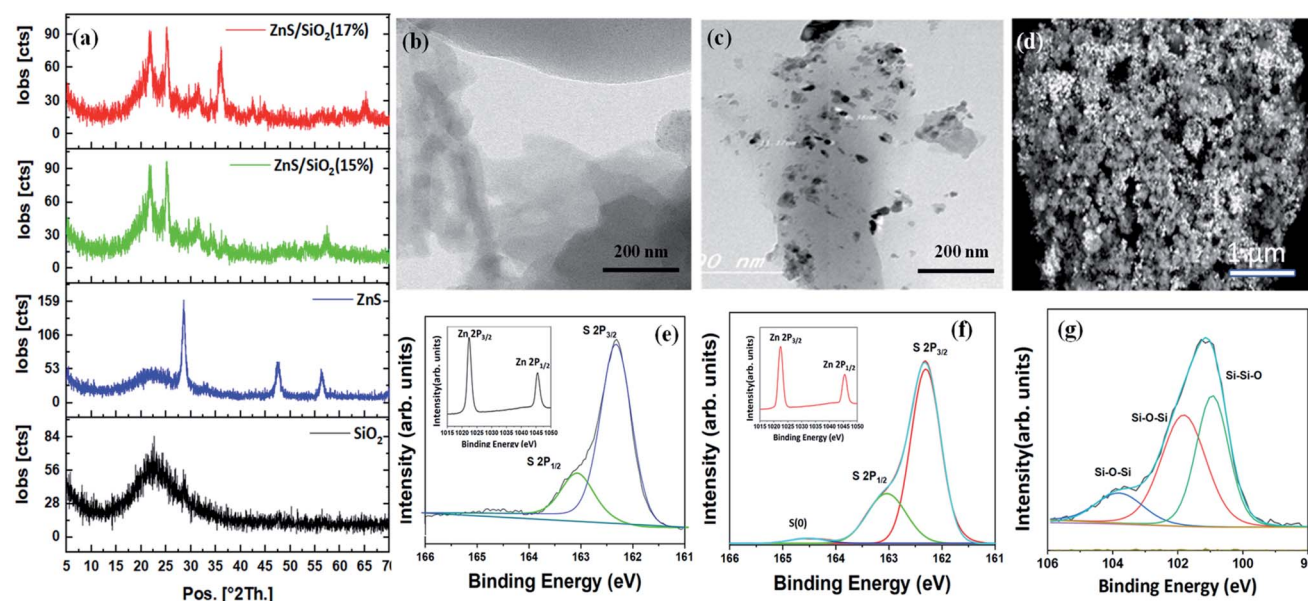 (a)
Iobs [cts]
90
60
30
0
ZnS/SiO2(17%)
Iobs [cts]
90
60
30
0
ZnS/SiO2(15%)
Iobs [cts]
159
106
53
0
ZnS
Iobs [cts]
84
56
28
0
SiO2
5 10 15 20 25 30 35 40 45 50 55 60 65 70
Pos. [°2Th.]
(b)
200 nm
(c)
200 nm
(d)
1 µm
(e)
S 2P3/2
S 2P1/2
Intensity (arb. units)
Zn 2P3/2
Zn 2P1/2
Intensity(arb. units)
1015 1020 1025 1030 1035 1040 1045 1050
Binding Energy (eV)
166 165 164 163 162 161
Binding Energy (eV)
(f)
S 2P3/2
S 2P1/2
S(0)
Intensity (arb. units)
Zn 2P3/2
Zn 2P1/2
Intensity(arb. units)
1015 1020 1025 1030 1035 1040 1045 1050
Binding Energy (eV)
166 165 164 163 162 161
Binding Energy (eV)
(g)
Si-Si-O
Si-O-Si
Si-O-Si
Intensity(arb. units)
106 104 102 100
Binding Energy (eV)